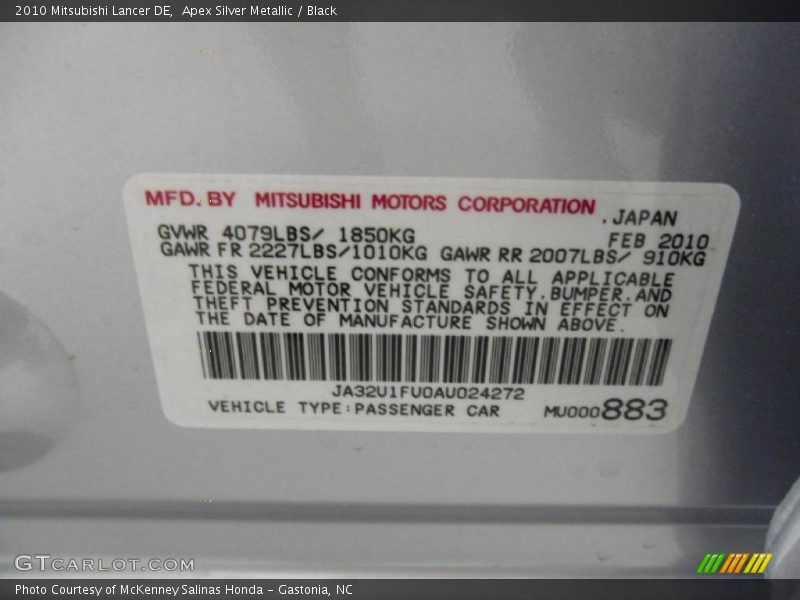 2010 Mitsubishi Lancer DE, Apex Silver Metallic / Black
MFD. BY MITSUBISHI MOTORS CORPORATION .JAPAN
GVWR 4079LBS/ 1850KG FEB 2010
GAWR FR 2227LBS/1010KG GAWR RR 2007LBS/ 910KG
THIS VEHICLE CONFORMS TO ALL APPLICABLE
FEDERAL MOTOR VEHICLE SAFETY.BUMPER.AND
THEFT PREVENTION STANDARDS IN EFFECT ON
THE DATE OF MANUFACTURE SHOWN ABOVE.
JA32U1FU0AU024272
VEHICLE TYPE:PASSENGER CAR MU000883
GTCARLOT.COM
Photo Courtesy of McKenney Salinas Honda - Gastonia, NC